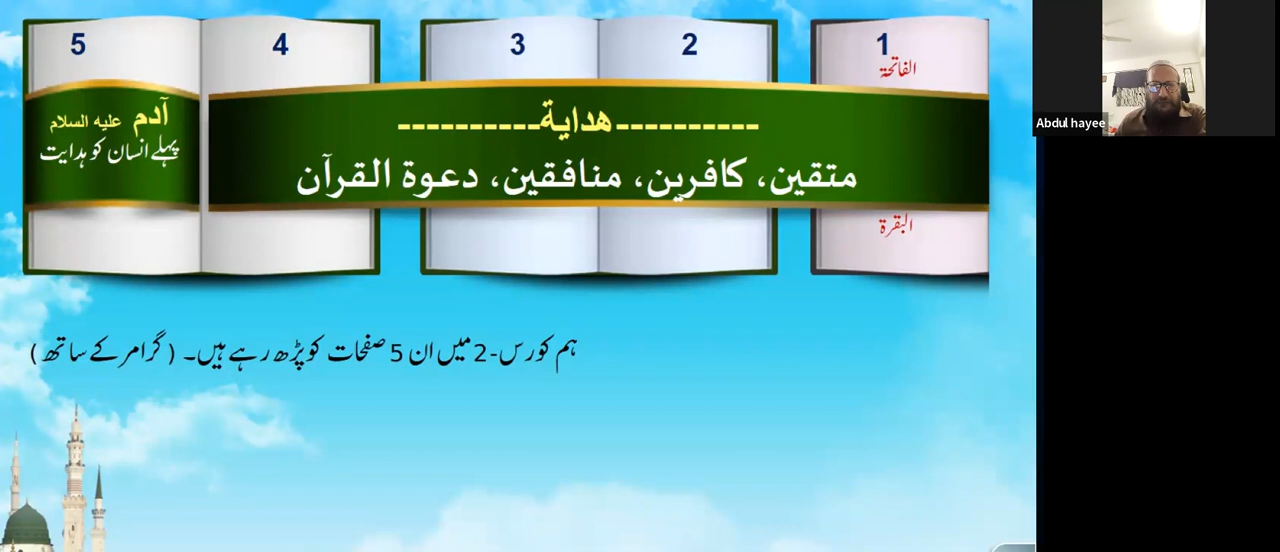 1
2
3
4
5
الفاتحة
----------هداية----------
متقين، كافرين، منافقين، دعوة القرآن
آدم عليه السلام
پہلے انسان کو ہدایت
البقرة
ہم کورس-2 میں ان 5 صفحات کو پڑھ رہے ہیں۔ (گرامر کے ساتھ)
Abdul hayee